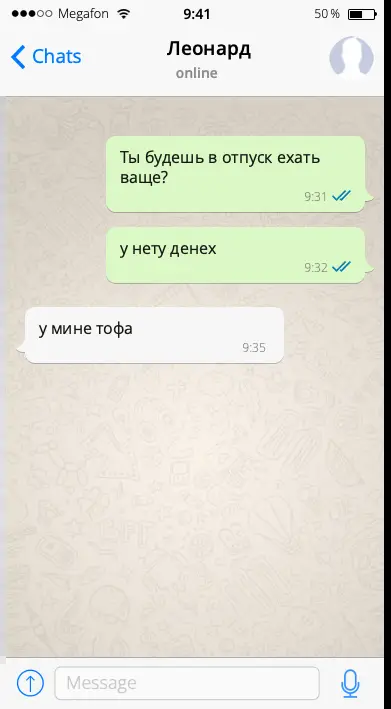 Megafon 9:41 50 %
Chats Леонард
online
Ты будешь в отпуск ехать
ваще?
9:31
у нету денех
9:32
у мине тофа
9:35
Message